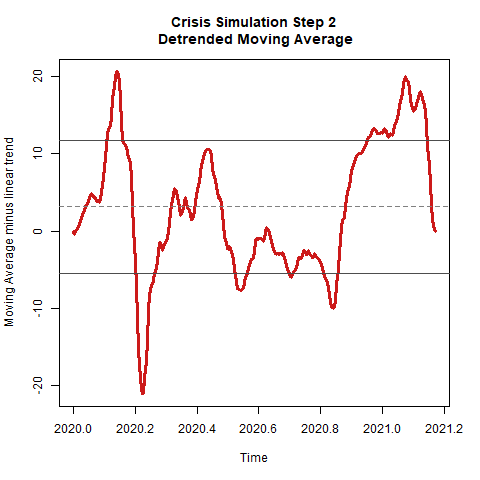 Crisis Simulation Step 2
Detrended Moving Average
Moving Average minus linear trend
20
10
0
-10
-20
2020.0 2020.2 2020.4 2020.6 2020.8 2021.0 2021.2
Time